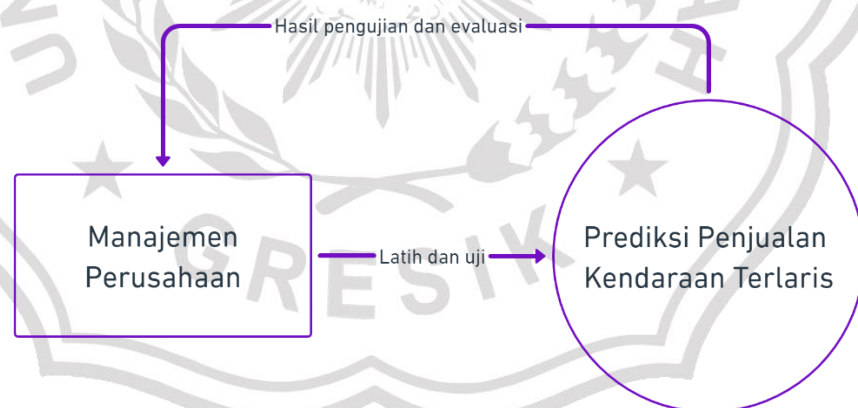 Hasil pengujian dan evaluasi
Manajemen
Perusahaan
Latih dan uji
Prediksi Penjualan
Kendaraan Terlaris
GRESIK